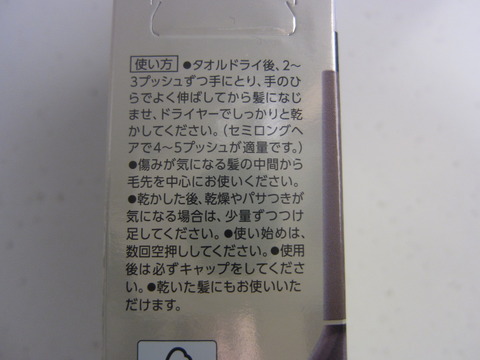 使い方 ●タオルドライ後、2〜
3プッシュずつ手にとり、手のひ
らでよく伸ばしてから髪になじ
ませ、ドライヤーでしっかりと乾
かしてください。(セミロングヘ
アで4〜5プッシュが適量です。)
●傷みが気になる髪の中間から
毛先を中心にお使いください。
●乾かした後、乾燥やパサつきが
気になる場合は、少量ずつつけ
足してください。●使い始めは、
数回空押ししてください。●使用
後は必ずキャップをしてくださ
い。●乾いた髪にもお使いいた
だけます。